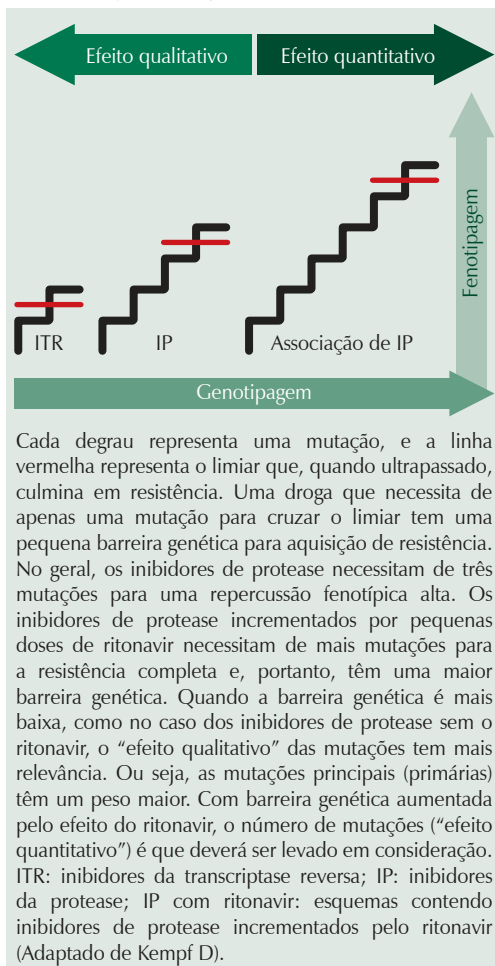 Efeito qualitativo
Efeito quantitativo
Fenotipagem
ITR
IP
Associação de IP
Genotipagem
Cada degrau representa uma mutação, e a linha
vermelha representa o limiar que, quando ultrapassado,
culmina em resistência. Uma droga que necessita de
apenas uma mutação para cruzar o limiar tem uma
pequena barreira genética para aquisição de resistência.
No geral, os inibidores de protease necessitam de três
mutações para uma repercussão fenotípica alta. Os
inibidores de protease incrementados por pequenas
doses de ritonavir necessitam de mais mutações para
a resistência completa e, portanto, têm uma maior
barreira genética. Quando a barreira genética é mais
baixa, como no caso dos inibidores de protease sem o
ritonavir, o “efeito qualitativo” das mutações tem mais
relevância. Ou seja, as mutações principais (primárias)
têm um peso maior. Com barreira genética aumentada
pelo efeito do ritonavir, o número de mutações (“efeito
quantitativo”) é que deverá ser levado em consideração.
ITR: inibidores da transcriptase reversa; IP: inibidores
da protease; IP com ritonavir: esquemas contendo
inibidores de protease incrementados pelo ritonavir
(Adaptado de Kempf D).